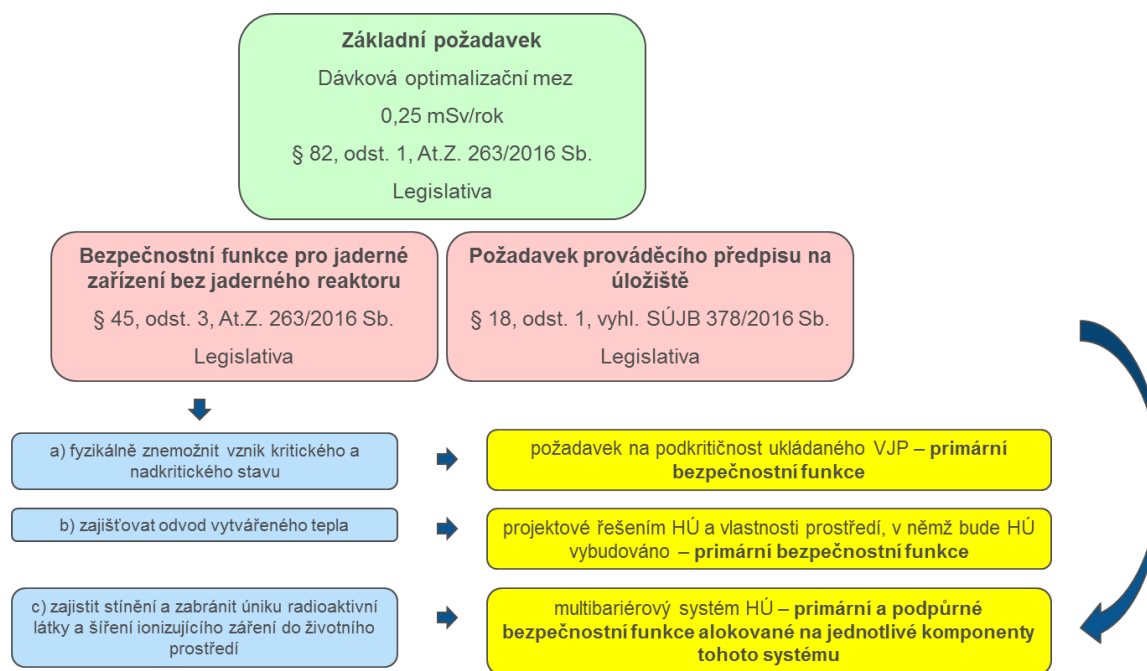 Základní požadavek
Dávková optimalizační mez
0,25 mSv/rok
§ 82, odst. 1, At.Z. 263/2016 Sb.
Legislativa
Bezpečnostní funkce pro jaderné
zařízení bez jaderného reaktoru
§ 45, odst. 3, At.Z. 263/2016 Sb.
Legislativa
Požadavek prováděcího předpisu na
úložiště
§ 18, odst. 1, vyhl. SÚJB 378/2016 Sb.
Legislativa
a) fyzikálně znemožnit vznik kritického a
nadkritického stavu
požadavek na podkritičnost ukládaného VJP – primární
bezpečnostní funkce
b) zajišťovat odvod vytvářeného tepla
projektové řešením HÚ a vlastnosti prostředí, v němž bude HÚ
vybudováno – primární bezpečnostní funkce
c) zajistit stínění a zabránit úniku radioaktivní
látky a šíření ionizujícího záření do životního
prostředí
multibariérový systém HÚ – primární a podpůrné
bezpečnostní funkce alokované na jednotlivé komponenty
tohoto systému